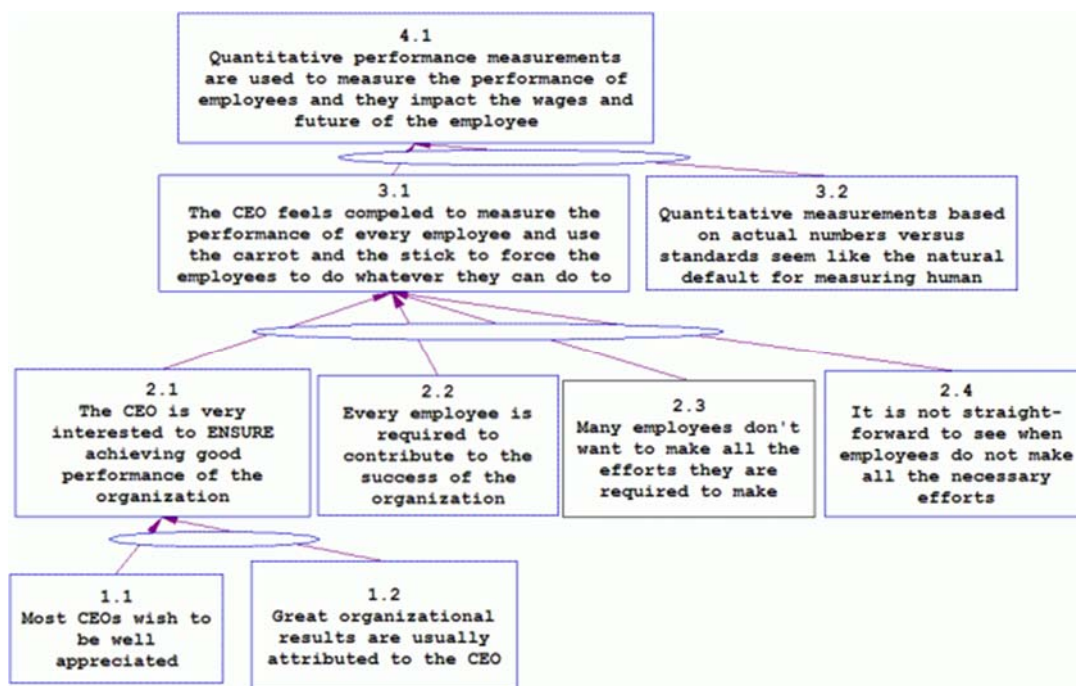 4.1
Quantitative performance measurements
are used to measure the performance of
employees and they impact the wages and
future of the employee
3.1
The CEO feels compeled to measure the
performance of every employee and use
the carrot and the stick to force the
employees to do whatever they can do to
3.2
Quantitative measurements based
on actual numbers versus
standards seem like the natural
default for measuring human
2.1
The CEO is very
interested to ENSURE
achieving good
performance of the
organization
2.2
Every employee is
required to
contribute to the
success of the
organization
2.3
Many employees don't
want to make all the
efforts they are
required to make
2.4
It is not straight-
forward to see when
employees do not make
all the necessary
efforts
1.1
Most CEOs wish to
be well
appreciated
1.2
Great organizational
results are usually
attributed to the CEO